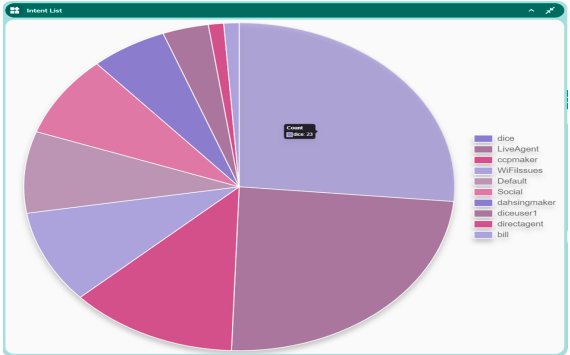 Intent List
Count
dice: 23
dice
LiveAgent
ccpmaker
WiFiIssues
Default
Social
dahsingmaker
diceuser1
directagent
bill